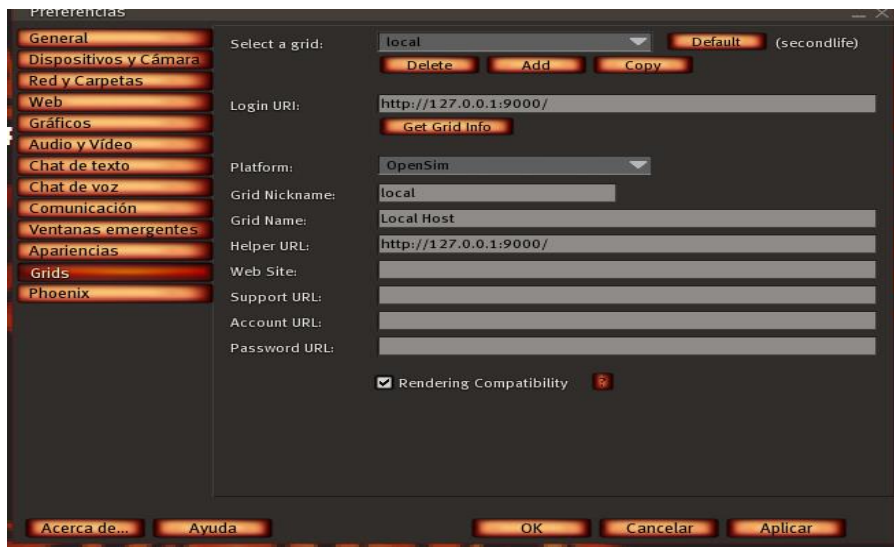 Preferencias
General
Dispositivos y Cámara
Red y Carpetas
Web
Gráficos
Audio y Vídeo
Chat de texto
Chat de voz
Comunicación
Ventanas emergentes
Apariencias
Grids
Phoenix
Select a grid: local Default (secondlife)
Delete Add Copy
Login URI: http://127.0.0.1:9000/
Get Grid Info
Platform: OpenSim
Grid Nickname: local
Grid Name: Local Host
Helper URL: http://127.0.0.1:9000/
Web Site:
Support URL:
Account URL:
Password URL:
Rendering Compatibility ?
Acerca de... Ayuda OK Cancelar Aplicar